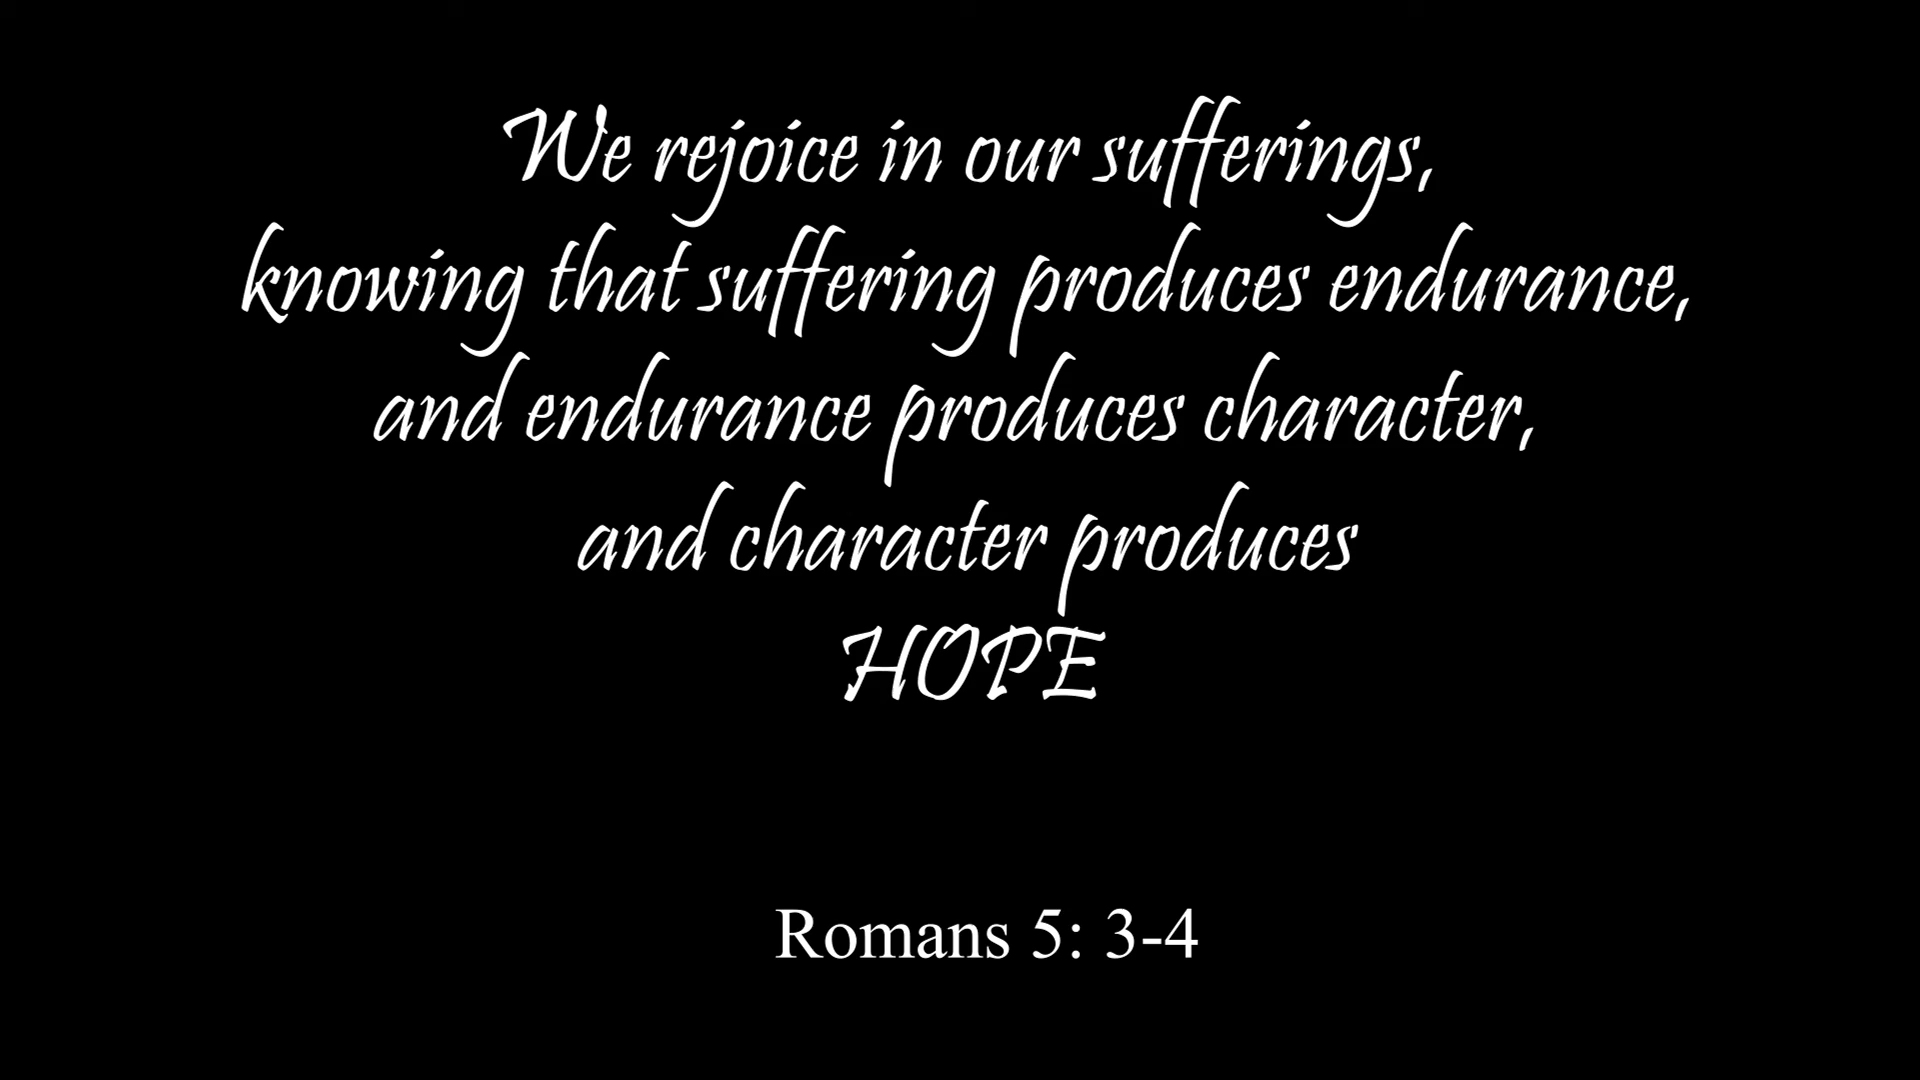 We rejoice in our sufferings,
knowing that suffering produces endurance,
and endurance produces character,
and character produces
HOPE
Romans 5: 3-4